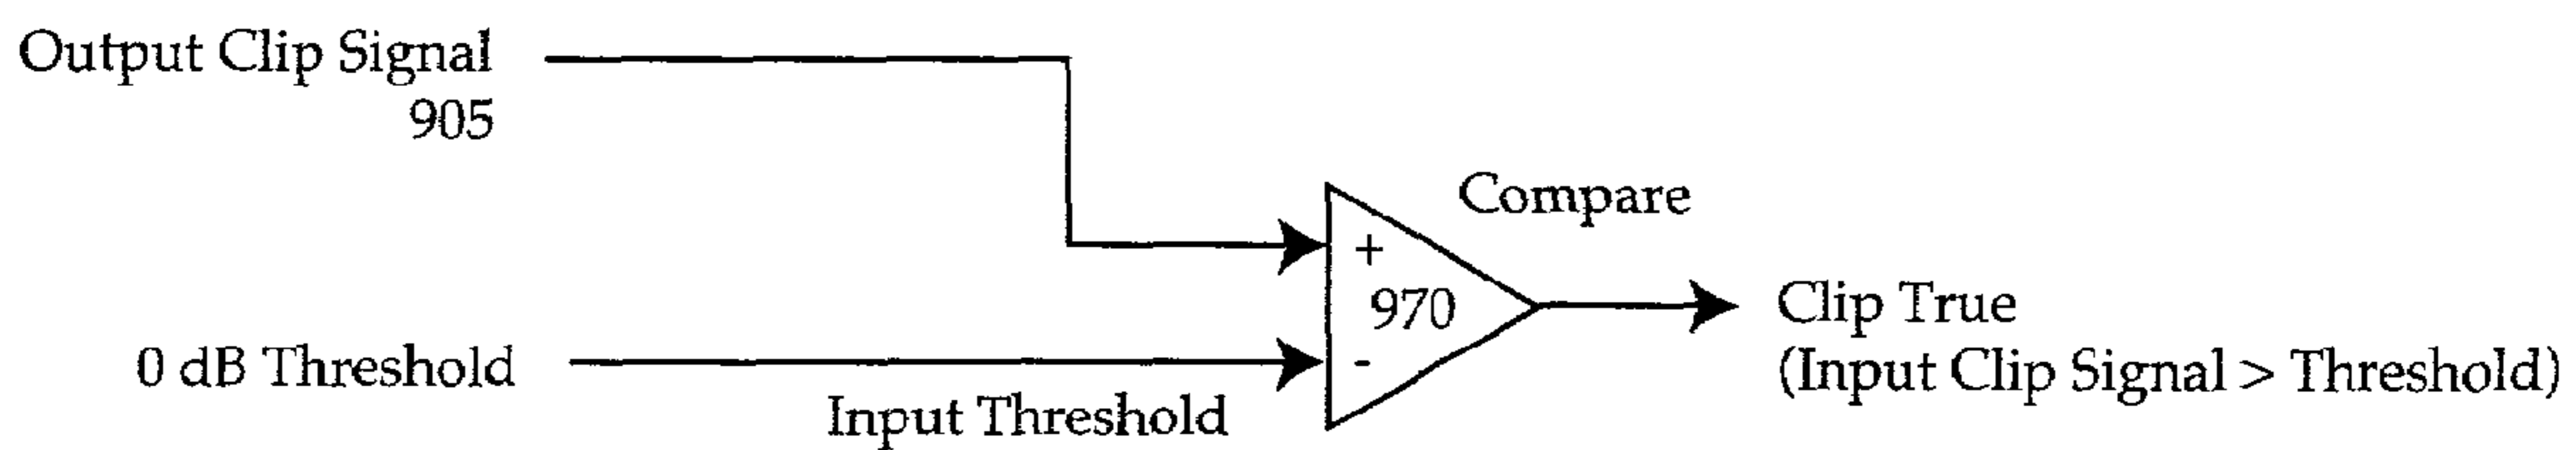 Output Clip Signal
905
Compare
+
970
-
0 dB Threshold
Input Threshold
Clip True
(Input Clip Signal > Threshold)